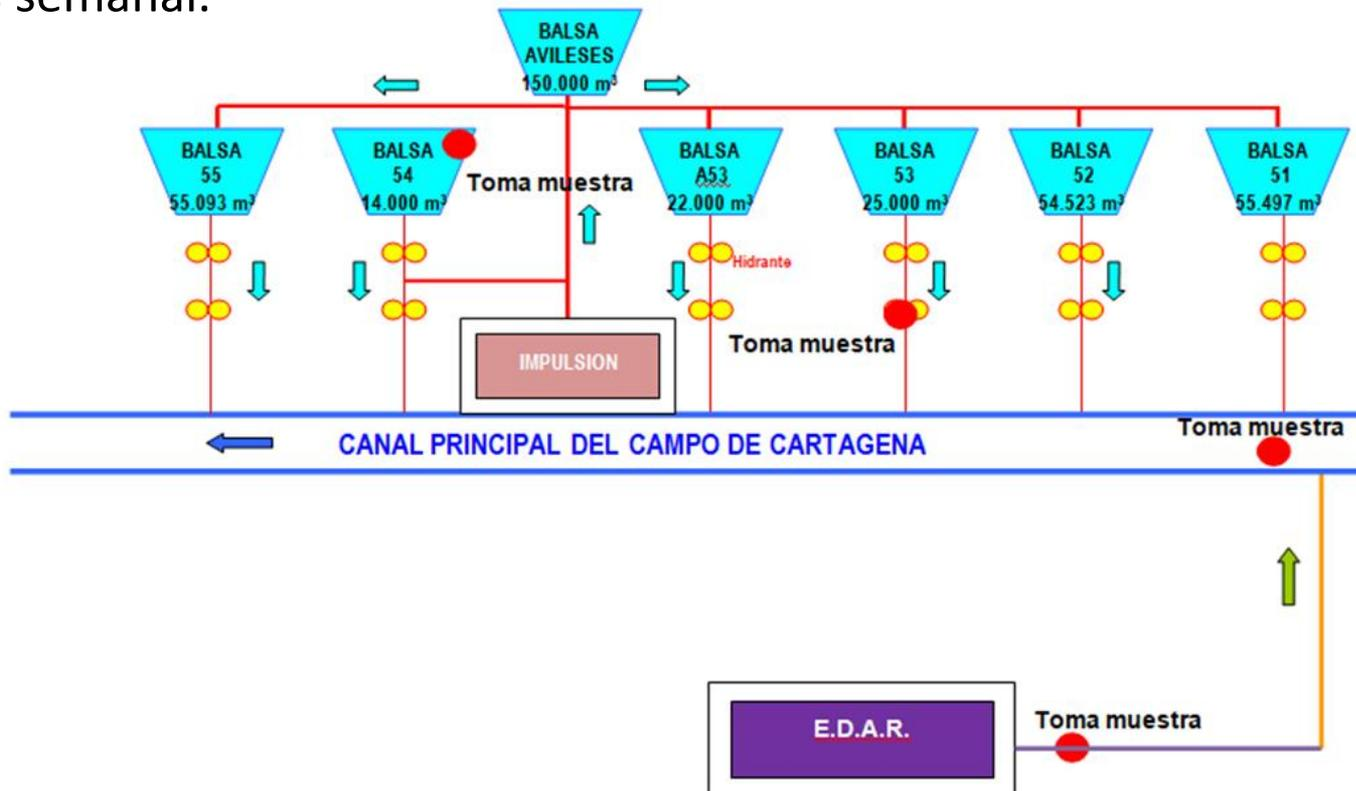 semanal.
BALSA
AVILESES
150.000 m³
BALSA
55
55.093 m³
BALSA
54
14.000 m³
Toma muestra
BALSA
A53
22.000 m³
BALSA
53
25.000 m³
BALSA
52
54.523 m³
BALSA
51
55.497 m³
Hidrante
Toma muestra
IMPULSION
CANAL PRINCIPAL DEL CAMPO DE CARTAGENA
Toma muestra
E.D.A.R.
Toma muestra